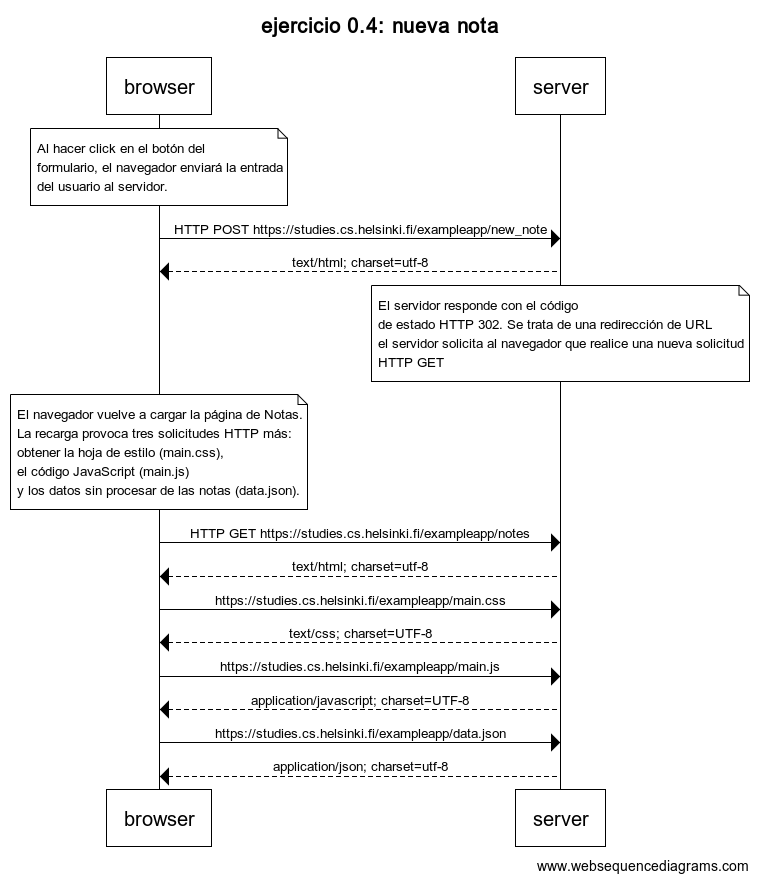 ejercicio 0.4: nueva nota
browser
server
Al hacer click en el botón del
formulario, el navegador enviará la entrada
del usuario al servidor.
HTTP POST https://studies.cs.helsinki.fi/exampleapp/new_note
text/html; charset=utf-8
El servidor responde con el código
de estado HTTP 302. Se trata de una redirección de URL
el servidor solicita al navegador que realice una nueva solicitud
HTTP GET
El navegador vuelve a cargar la página de Notas.
La recarga provoca tres solicitudes HTTP más:
obtener la hoja de estilo (main.css),
el código JavaScript (main.js)
y los datos sin procesar de las notas (data.json).
HTTP GET https://studies.cs.helsinki.fi/exampleapp/notes
text/html; charset=utf-8
https://studies.cs.helsinki.fi/exampleapp/main.css
text/css; charset=UTF-8
https://studies.cs.helsinki.fi/exampleapp/main.js
application/javascript; charset=UTF-8
https://studies.cs.helsinki.fi/exampleapp/data.json
application/json; charset=utf-8
browser
server
www.websequencediagrams.com